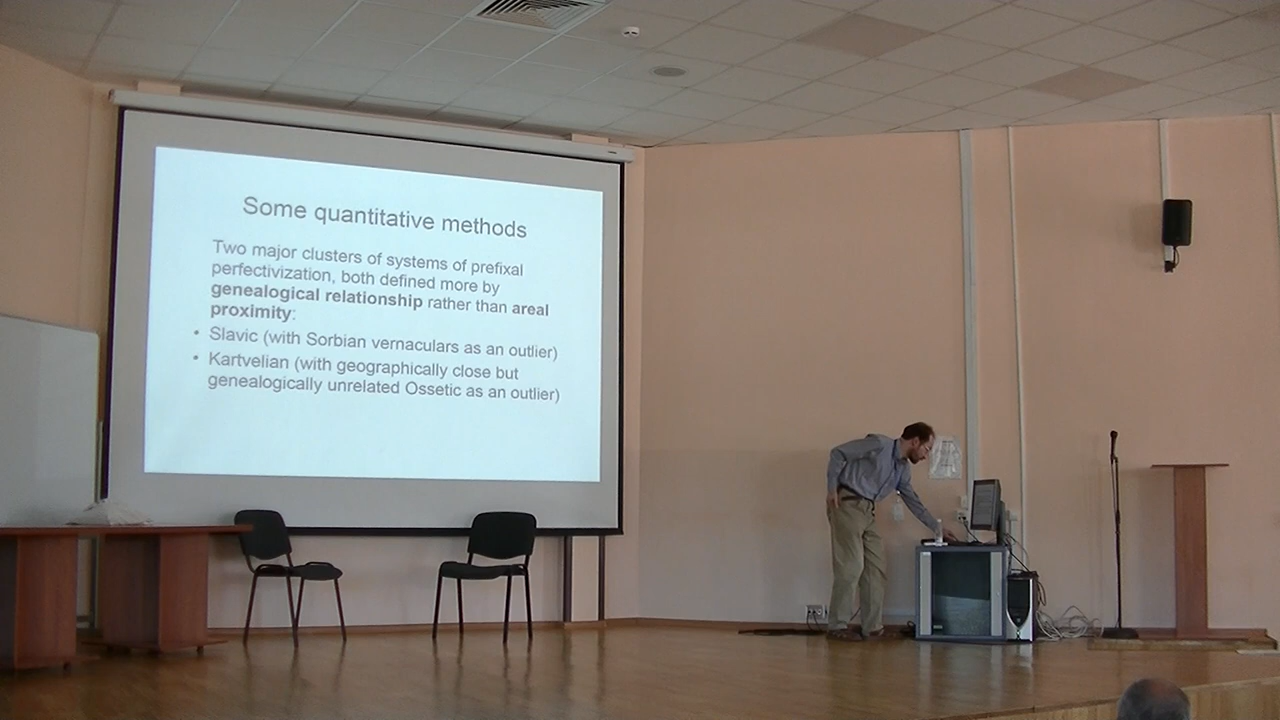 Some quantitative methods
Two major clusters of systems of prefixal
perfectivization, both defined more by
genealogical relationship rather than areal
proximity:
• Slavic (with Sorbian vernaculars as an outlier)
• Kartvelian (with geographically close but
genealogically unrelated Ossetic as an outlier)